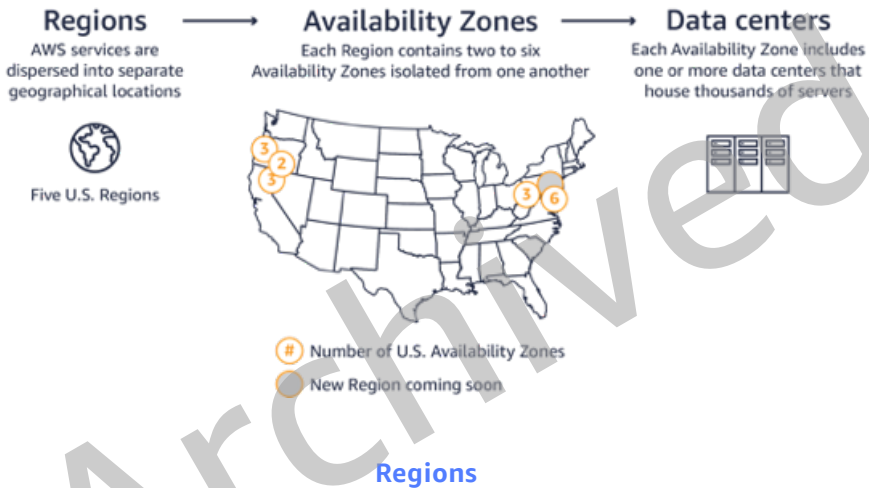 Regions
Availability Zones
Data centers
AWS services are
dispersed into separate
geographical locations
Each Region contains two to six
Availability Zones isolated from one another
Each Availability Zone includes
one or more data centers that
house thousands of servers
Five U.S. Regions
3
2
3
3
6
# Number of U.S. Availability Zones
New Region coming soon
Regions
Archived